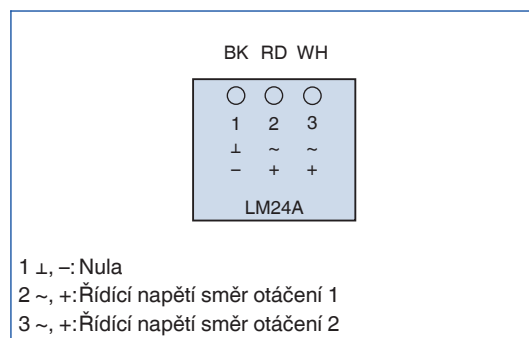 BK RD WH
1 2 3
⊥ ~ ~
– + +
LM24A
1 ⊥, –: Nula
2 ~, +:Řídící napětí směr otáčení 1
3 ~, +:Řídící napětí směr otáčení 2